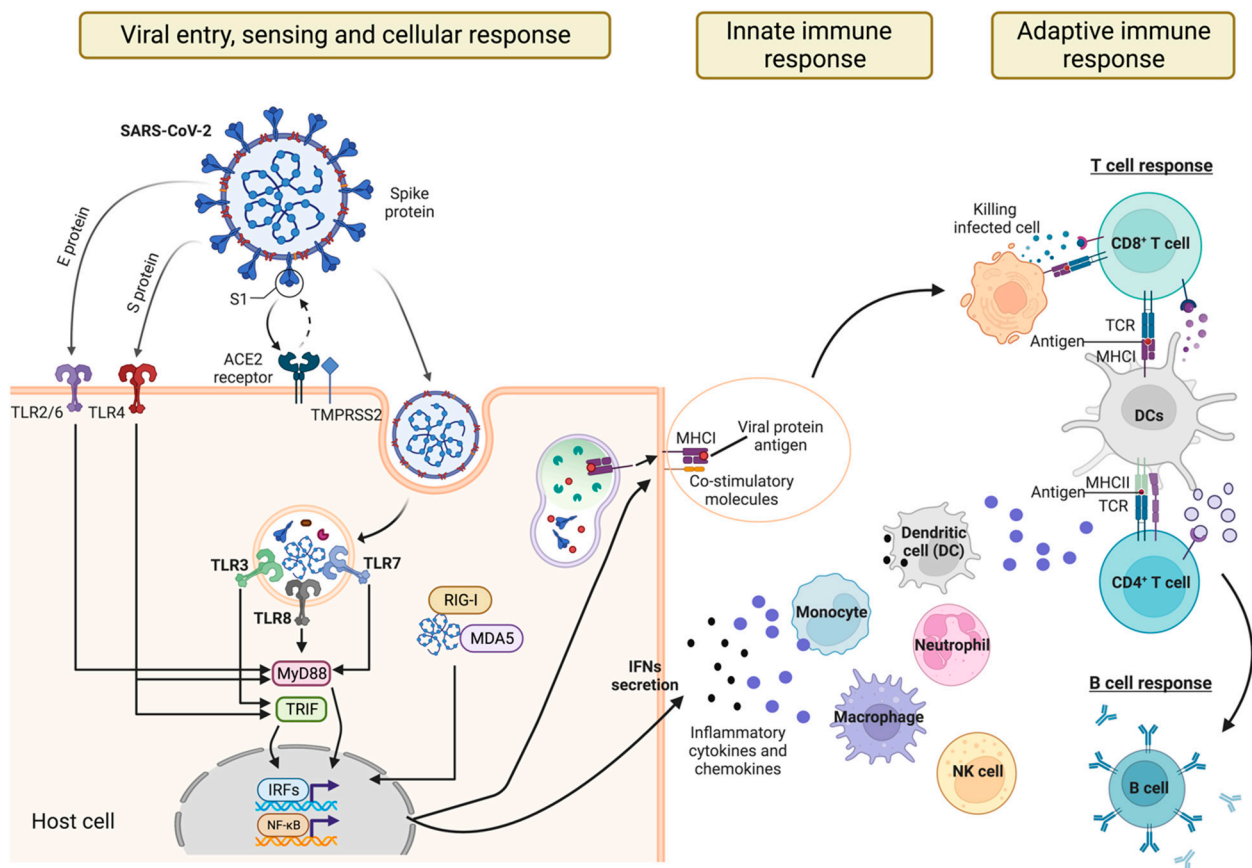 Viral entry, sensing and cellular response
Innate immune
response
Adaptive immune
response
SARS-CoV-2
Spike
protein
E protein
S protein
S1
ACE2
receptor
TLR2/6
TLR4
TMPRSS2
TLR3
TLR7
TLR8
RIG-I
MDA5
MyD88
TRIF
IRFs
NF-κB
Host cell
MHCI
Viral protein
antigen
Co-stimulatory
molecules
IFNs
secretion
Inflammatory
cytokines and
chemokines
Dendritic
cell (DC)
Monocyte
Neutrophil
Macrophage
NK cell
T cell response
Killing
infected cell
CD8⁺ T cell
TCR
Antigen
MHCI
DCs
MHCII
Antigen
TCR
CD4⁺ T cell
B cell response
B cell